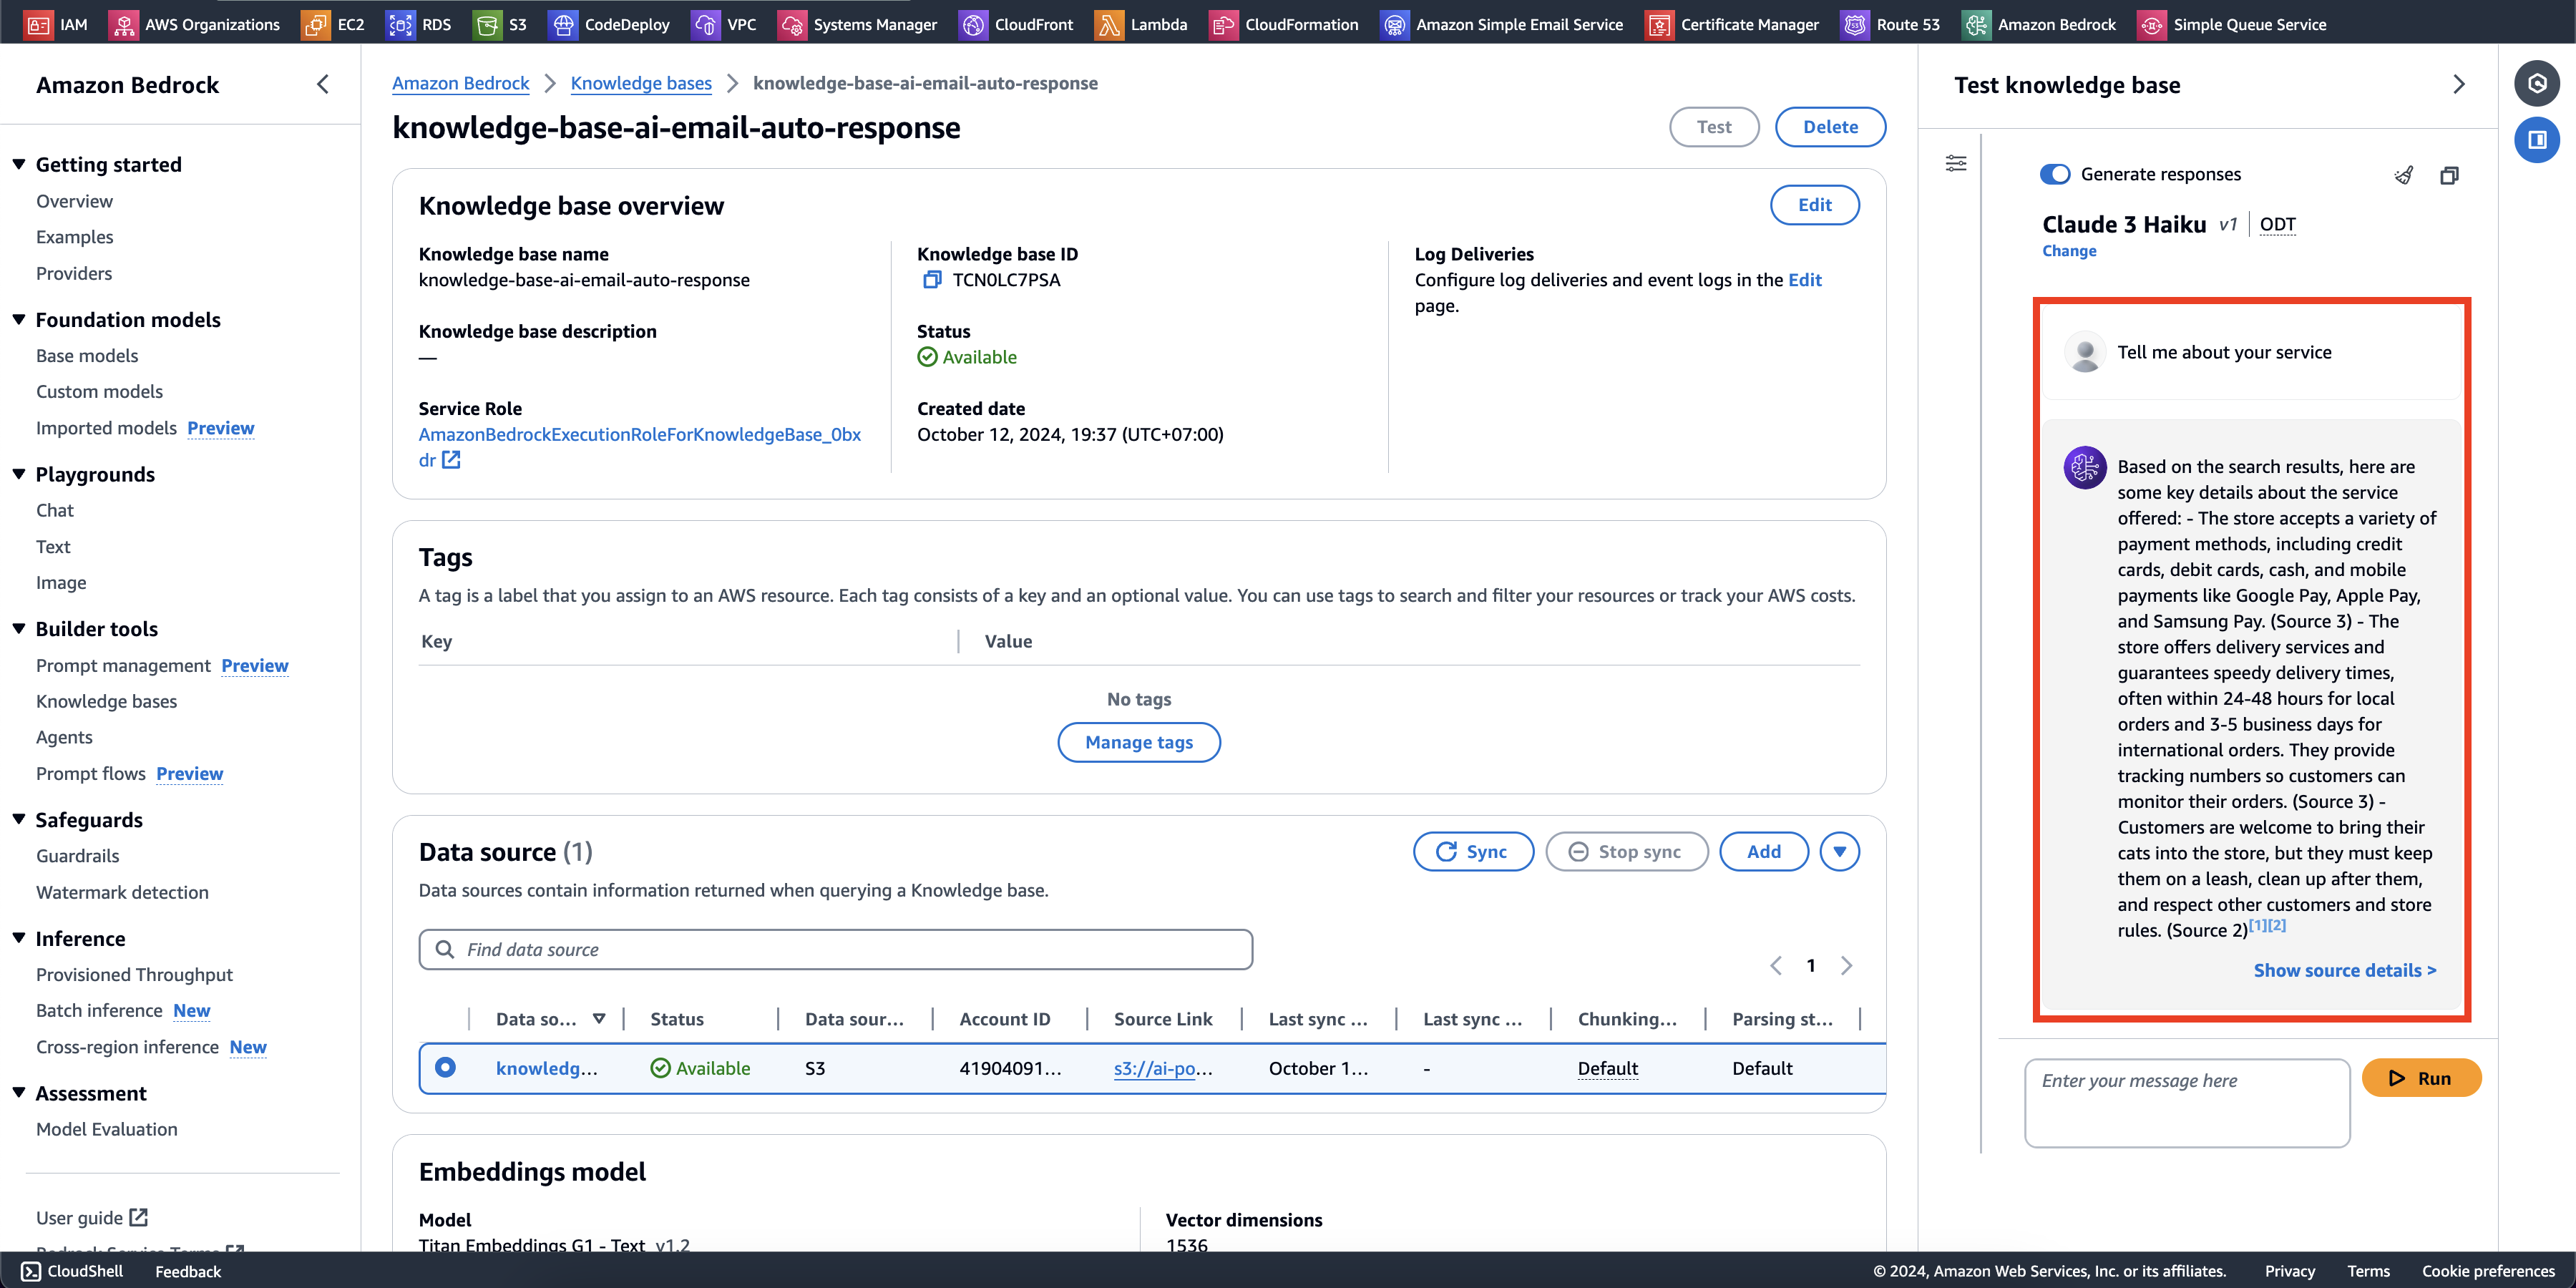 IAM AWS Organizations EC2 RDS S3 CodeDeploy VPC Systems Manager CloudFront Lambda CloudFormation Amazon Simple Email Service Certificate Manager Route 53 Amazon Bedrock Simple Queue Service
Amazon Bedrock
Getting started
Overview
Examples
Providers
Foundation models
Base models
Custom models
Imported models Preview
Playgrounds
Chat
Text
Image
Builder tools
Prompt management Preview
Knowledge bases
Agents
Prompt flows Preview
Safeguards
Guardrails
Watermark detection
Inference
Provisioned Throughput
Batch inference New
Cross-region inference New
Assessment
Model Evaluation
User guide
Bedrock Service Terms
Amazon Bedrock > Knowledge bases > knowledge-base-ai-email-auto-response
knowledge-base-ai-email-auto-response
Test Delete
Knowledge base overview
Edit
Knowledge base name
knowledge-base-ai-email-auto-response
Knowledge base description
—
Service Role
AmazonBedrockExecutionRoleForKnowledgeBase_0bx
dr
Knowledge base ID
TCN0LC7PSA
Status
Available
Created date
October 12, 2024, 19:37 (UTC+07:00)
Log Deliveries
Configure log deliveries and event logs in the Edit
page.
Tags
A tag is a label that you assign to an AWS resource. Each tag consists of a key and an optional value. You can use tags to search and filter your resources or track your AWS costs.
Key Value
No tags
Manage tags
Data source (1)
Sync Stop sync Add
Data sources contain information returned when querying a Knowledge base.
Find data source
1
Data so... Status Data sour... Account ID Source Link Last sync ... Last sync ... Chunking... Parsing st...
knowledg... Available S3 41904091... s3://ai-po... October 1... - Default Default
Embeddings model
Model
Titan Embeddings G1 - Text v1.2
Vector dimensions
1536
Test knowledge base
Generate responses
Claude 3 Haiku v1 | ODT
Change
Tell me about your service
Based on the search results, here are
some key details about the service
offered: - The store accepts a variety of
payment methods, including credit
cards, debit cards, cash, and mobile
payments like Google Pay, Apple Pay,
and Samsung Pay. (Source 3) - The
store offers delivery services and
guarantees speedy delivery times,
often within 24-48 hours for local
orders and 3-5 business days for
international orders. They provide
tracking numbers so customers can
monitor their orders. (Source 3) -
Customers are welcome to bring their
cats into the store, but they must keep
them on a leash, clean up after them,
and respect other customers and store
rules. (Source 2)[1][2]
Show source details >
Enter your message here
Run
CloudShell Feedback
© 2024, Amazon Web Services, Inc. or its affiliates. Privacy Terms Cookie preferences